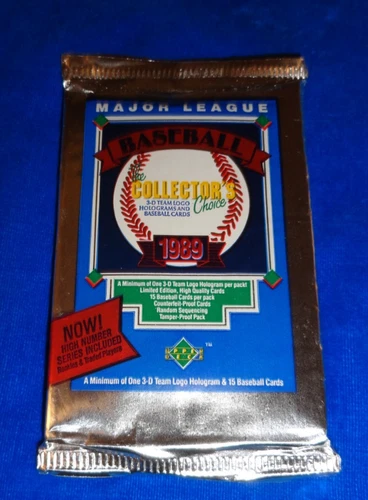 MAJOR LEAGUE
BASEBALL
The
COLLECTOR'S
Choice
3-D TEAM LOGO
HOLOGRAMS AND
BASEBALL CARDS
1989
A Minimum of One 3-D Team Logo Hologram per pack!
Limited Edition, High Quality Cards
15 Baseball Cards per pack
Counterfeit-Proof Cards
Random Sequencing
Tamper-Proof Pack
NOW!
HIGH NUMBER
SERIES INCLUDED
Rookies & Traded Players
UPPER DECK
TM
A Minimum of One 3-D Team Logo Hologram & 15 Baseball Cards